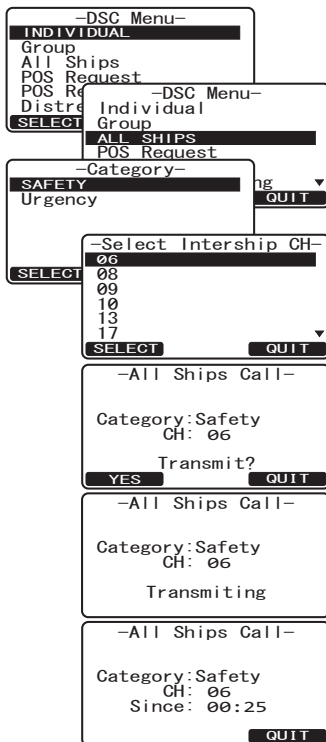 -DSC Menu-
INDIVIDUAL
Group
All Ships
POS Request
POS Re
Distre
SELECT
-DSC Menu-
Individual
Group
ALL SHIPS
POS Request
ng
QUIT
-Category-
SAFETY
Urgency
SELECT
-Select Intership CH-
06
08
09
10
13
17
SELECT QUIT
-All Ships Call-
Category:Safety
CH: 06
Transmit?
YES QUIT
-All Ships Call-
Category:Safety
CH: 06
Transmiting
-All Ships Call-
Category:Safety
CH: 06
Since: 00:25
QUIT